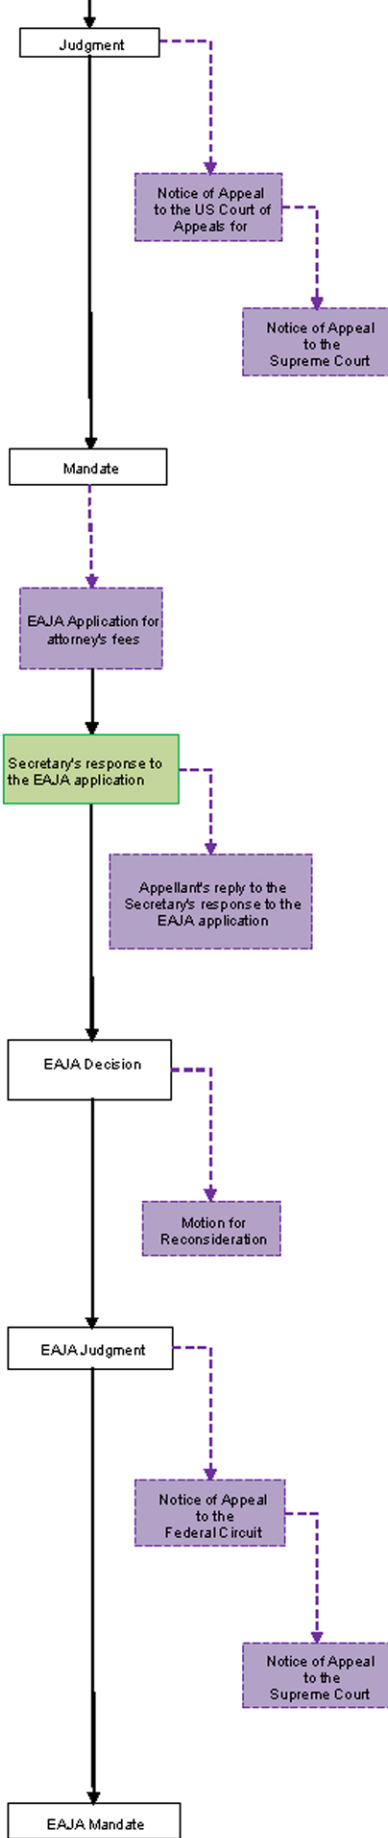 Judgment
Notice of Appeal
to the US Court of
Appeals for
Notice of Appeal
to the
Supreme Court
Mandate
EAJA Application for
attorney's fees
Secretary's response to
the EAJA application
Appellant's reply to the
Secretary's response to the
EAJA application
EAJA Decision
Motion for
Reconsideration
EAJA Judgment
Notice of Appeal
to the
Federal Circuit
Notice of Appeal
to the
Supreme Court
EAJA Mandate